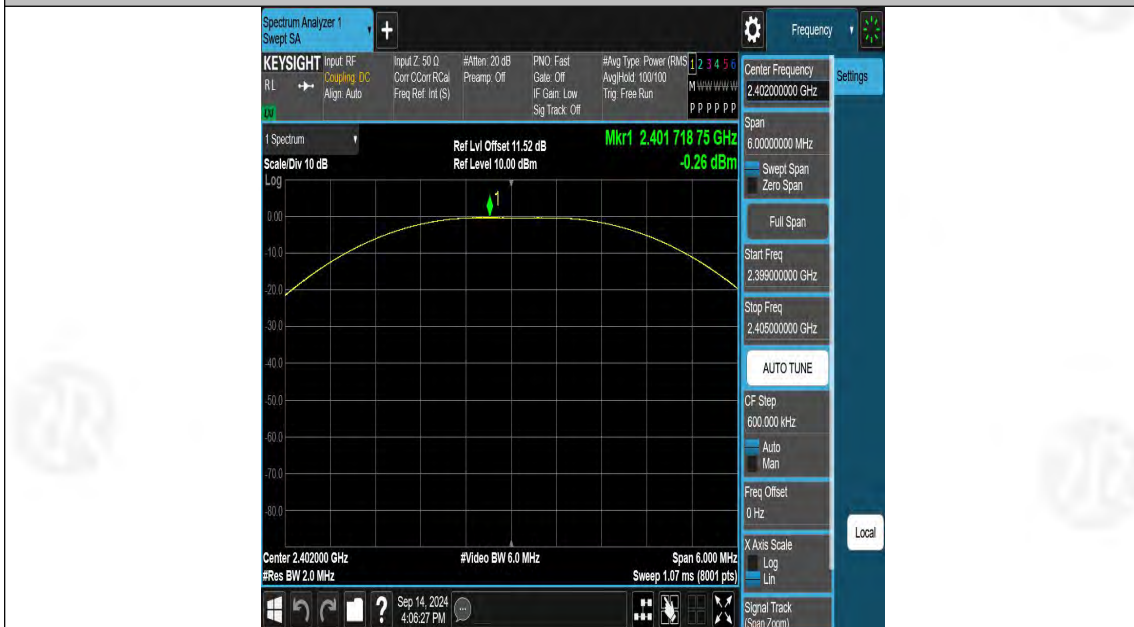 Spectrum Analyzer 1
Swept SA
+
Frequency
KEYSIGHT
RL
Input: RF
Coupling: DC
Align: Auto
Input Z: 50 Ω
Corr CCorr RCal
Freq Ref: Int (S)
#Atten: 20 dB
Preamp: Off
PNO: Fast
Gate: Off
IF Gain: Low
Sig Track: Off
#Avg Type: Power (RMS
Avg|Hold: 100/100
Trig: Free Run
1 2 3 4 5 6
M W W W W W
P P P P P P
Center Frequency
2.402000000 GHz
Settings
Span
6.00000000 MHz
Swept Span
Zero Span
Full Span
Start Freq
2.399000000 GHz
Stop Freq
2.405000000 GHz
AUTO TUNE
CF Step
600.000 kHz
Auto
Man
Freq Offset
0 Hz
X Axis Scale
Log
Lin
Signal Track
(Span Zoom)
Local
1 Spectrum
Scale/Div 10 dB
Ref Lvl Offset 11.52 dB
Ref Level 10.00 dBm
Mkr1 2.401 718 75 GHz
-0.26 dBm
Log
1
0.00
-10.0
-20.0
-30.0
-40.0
-50.0
-60.0
-70.0
-80.0
Center 2.402000 GHz
#Res BW 2.0 MHz
#Video BW 6.0 MHz
Span 6.000 MHz
Sweep 1.07 ms (8001 pts)
?
Sep 14, 2024
4:06:27 PM